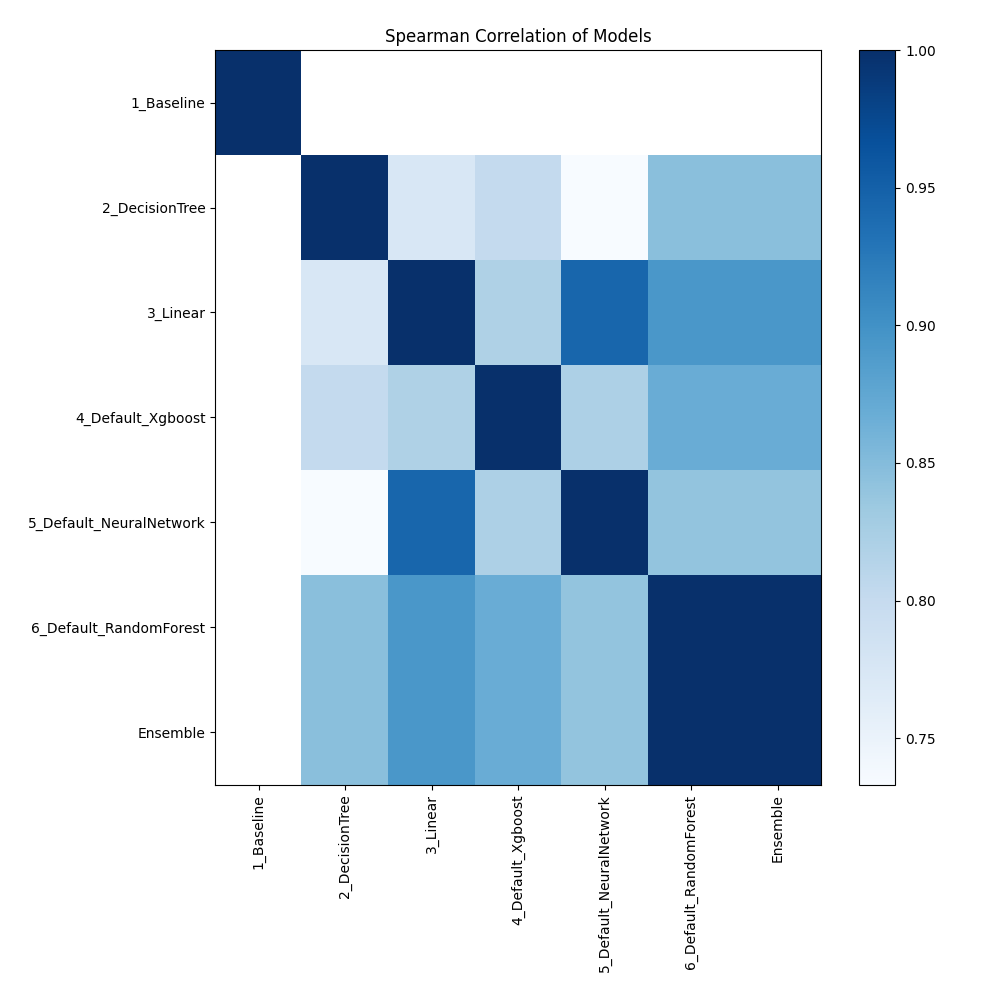 Spearman Correlation of Models
1_Baseline
2_DecisionTree
3_Linear
4_Default_Xgboost
5_Default_NeuralNetwork
6_Default_RandomForest
Ensemble
1_Baseline
2_DecisionTree
3_Linear
4_Default_Xgboost
5_Default_NeuralNetwork
6_Default_RandomForest
Ensemble
1.00
0.95
0.90
0.85
0.80
0.75